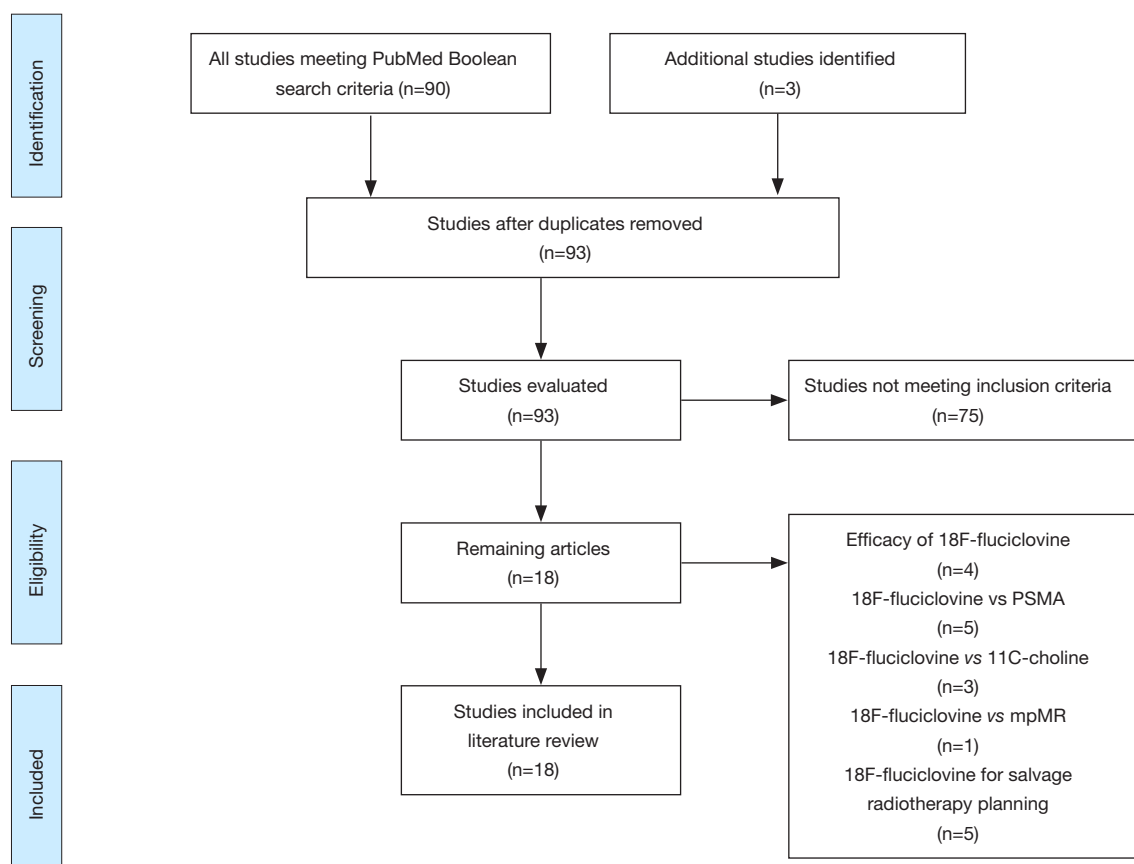 Identification
All studies meeting PubMed Boolean
search criteria (n=90)
Additional studies identified
(n=3)
Studies after duplicates removed
(n=93)
Screening
Studies evaluated
(n=93)
Studies not meeting inclusion criteria
(n=75)
Eligibility
Remaining articles
(n=18)
Efficacy of 18F-fluciclovine
(n=4)
18F-fluciclovine vs PSMA
(n=5)
18F-fluciclovine vs 11C-choline
(n=3)
18F-fluciclovine vs mpMR
(n=1)
18F-fluciclovine for salvage
radiotherapy planning
(n=5)
Included
Studies included in
literature review
(n=18)